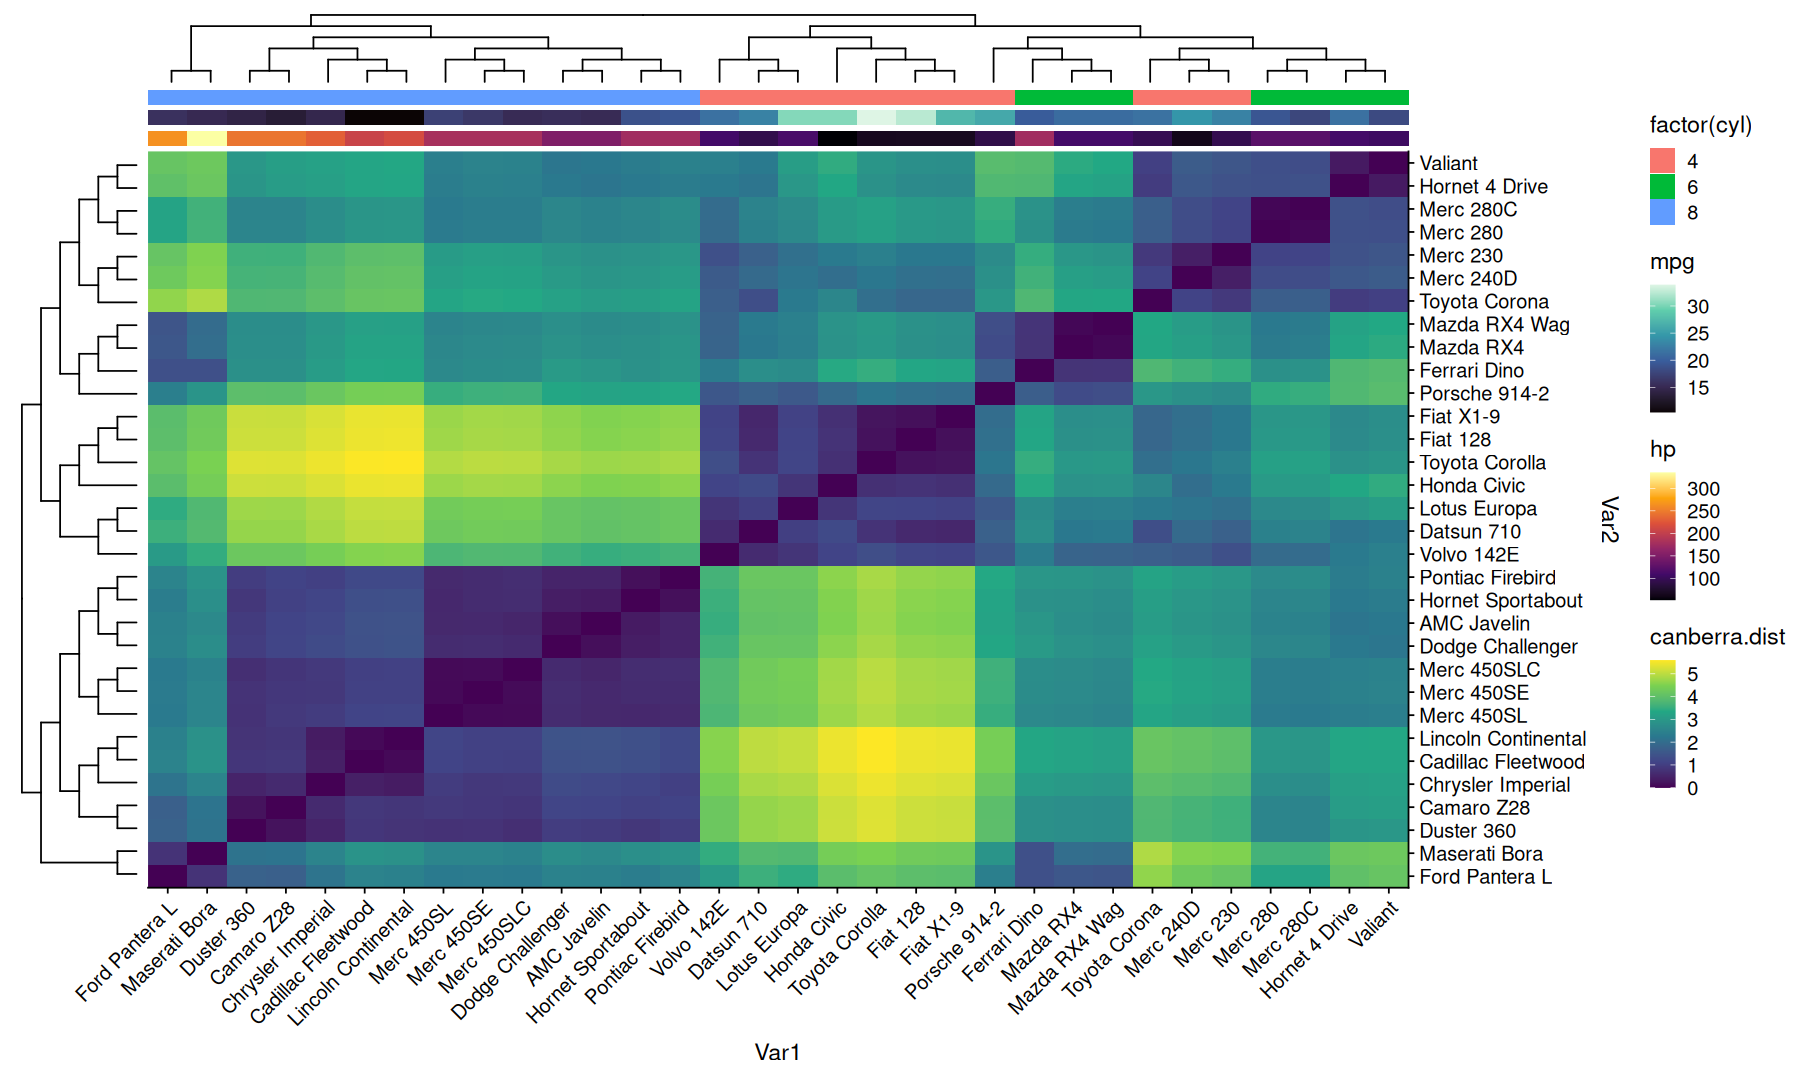 Valiant
Hornet 4 Drive
Merc 280C
Merc 280
Merc 230
Merc 240D
Toyota Corona
Mazda RX4 Wag
Mazda RX4
Ferrari Dino
Porsche 914-2
Fiat X1-9
Fiat 128
Toyota Corolla
Honda Civic
Lotus Europa
Datsun 710
Volvo 142E
Pontiac Firebird
Hornet Sportabout
AMC Javelin
Dodge Challenger
Merc 450SLC
Merc 450SE
Merc 450SL
Lincoln Continental
Cadillac Fleetwood
Chrysler Imperial
Camaro Z28
Duster 360
Maserati Bora
Ford Pantera L
Var2
factor(cyl)
4
6
8
mpg
30
25
20
15
hp
300
250
200
150
100
canberra.dist
5
4
3
2
1
0
Ford Pantera L
Maserati Bora
Duster 360
Camaro Z28
Chrysler Imperial
Cadillac Fleetwood
Lincoln Continental
Merc 450SL
Merc 450SE
Merc 450SLC
Dodge Challenger
AMC Javelin
Hornet Sportabout
Pontiac Firebird
Volvo 142E
Datsun 710
Lotus Europa
Honda Civic
Toyota Corolla
Fiat 128
Fiat X1-9
Porsche 914-2
Ferrari Dino
Mazda RX4
Mazda RX4 Wag
Toyota Corona
Merc 240D
Merc 230
Merc 280
Merc 280C
Hornet 4 Drive
Valiant
Var1